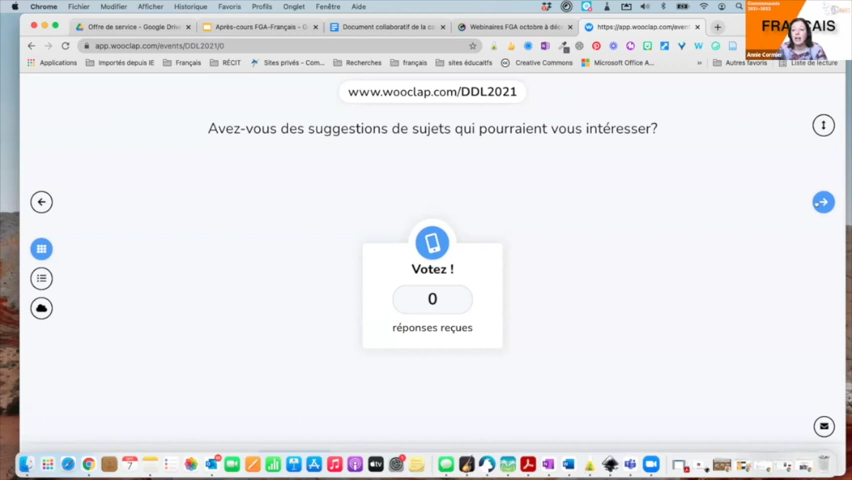 Chrome Fichier Modifier Afficher Historique Favoris Profils Onglet Fenêtre Aide
Offre de service - Google Driv
Après-cours FGA-Français - G
Document collaboratif de la co
Webinaires FGA octobre à déc
https://app.wooclap.com/even
FRANÇAIS
Annie Cormier
app.wooclap.com/events/DDL2021/0
Applications Importés depuis IE Français RÉCIT Sites privés – Com... Recherches français sites éducatifs Creative Commons Microsoft Office A... » Autres favoris Liste de lecture
www.wooclap.com/DDL2021
Avez-vous des suggestions de sujets qui pourraient vous intéresser?
Votez !
0
réponses reçues
7